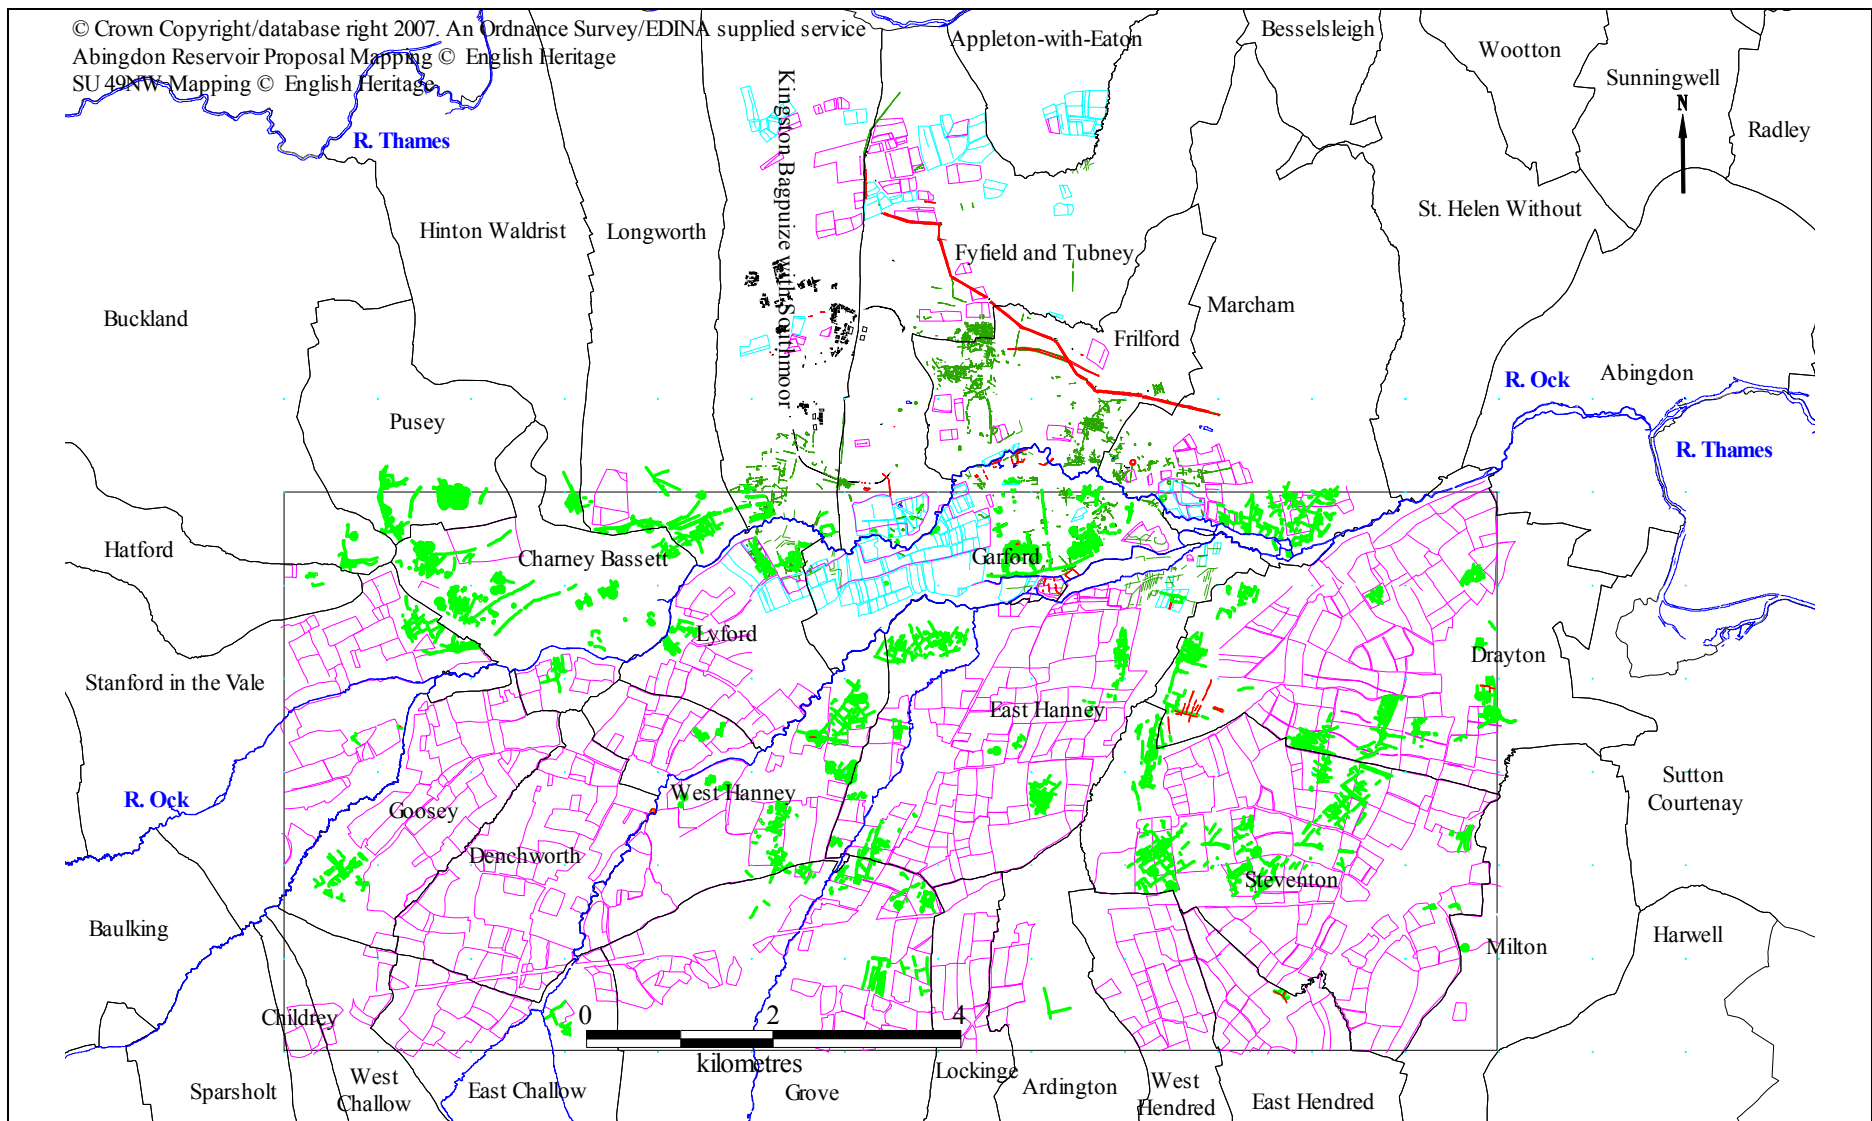 © Crown Copyright/database right 2007. An Ordnance Survey/EDINA supplied service
Abingdon Reservoir Proposal Mapping © English Heritage
SU 49NW Mapping © English Heritage
Appleton-with-Eaton
Besselsleigh
Wootton
Sunningwell
N
Radley
R. Thames
Kingston Bagpuize with Southmoor
Hinton Waldrist
Longworth
St. Helen Without
Fyfield and Tubney
Buckland
Marcham
Frilford
R. Ock
Abingdon
Pusey
R. Thames
Hatford
Charney Bassett
Garford
Lyford
Drayton
Stanford in the Vale
East Hanney
R. Ock
Goosey
West Hanney
Sutton
Courtenay
Denchworth
Steventon
Baulking
Milton
Harwell
Childrey
0 2 4
kilometres
Sparsholt
West
Challow
East Challow
Grove
Lockinge
Ardington
West
Hendred
East Hendred